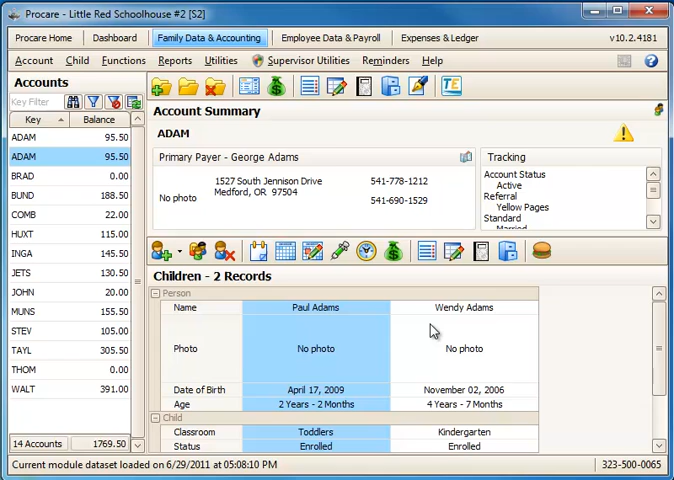 Procare - Little Red Schoolhouse #2 [S2]
Procare Home Dashboard Family Data & Accounting Employee Data & Payroll Expenses & Ledger v10.2.4181
Account Child Functions Reports Utilities Supervisor Utilities Reminders Help
Accounts
Key Filter
Key Balance
ADAM 95.50
ADAM 95.50
BRAD 0.00
BUND 188.50
COMB 22.00
HUXT 115.00
INGA 145.50
JETS 130.50
JOHN 20.00
MUNS 155.50
STEV 105.00
TAYL 305.50
THOM 0.00
WALT 391.00
14 Accounts 1769.50
TE
Account Summary
ADAM
Primary Payer - George Adams
No photo
1527 South Jennison Drive
Medford, OR 97504
541-778-1212
541-690-1529
Tracking
Account Status
Active
Referral
Yellow Pages
Standard
Married
Children - 2 Records
Person
Name Paul Adams Wendy Adams
Photo No photo No photo
Date of Birth April 17, 2009 November 02, 2006
Age 2 Years - 2 Months 4 Years - 7 Months
Child
Classroom Toddlers Kindergarten
Status Enrolled Enrolled
Current module dataset loaded on 6/29/2011 at 05:08:10 PM 323-500-0065